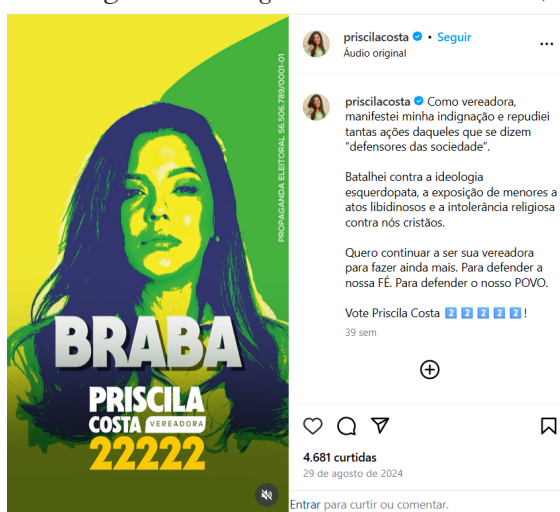 PROPAGANDA ELEITORAL 56.506.789/0001-01
BRABA
PRISCILA
COSTA VEREADORA
22222
priscilacosta • Seguir
Áudio original
priscilacosta Como vereadora,
manifestei minha indignação e repudiei
tantas ações daqueles que se dizem
“defensores das sociedade”.
Batalhei contra a ideologia
esquerdopata, a exposição de menores a
atos libidinosos e a intolerância religiosa
contra nós cristãos.
Quero continuar a ser sua vereadora
para fazer ainda mais. Para defender a
nossa FÉ. Para defender o nosso POVO.
Vote Priscila Costa 2️⃣ 2️⃣ 2️⃣ 2️⃣ 2️⃣ !
39 sem
4.681 curtidas
29 de agosto de 2024
Entrar para curtir ou comentar.